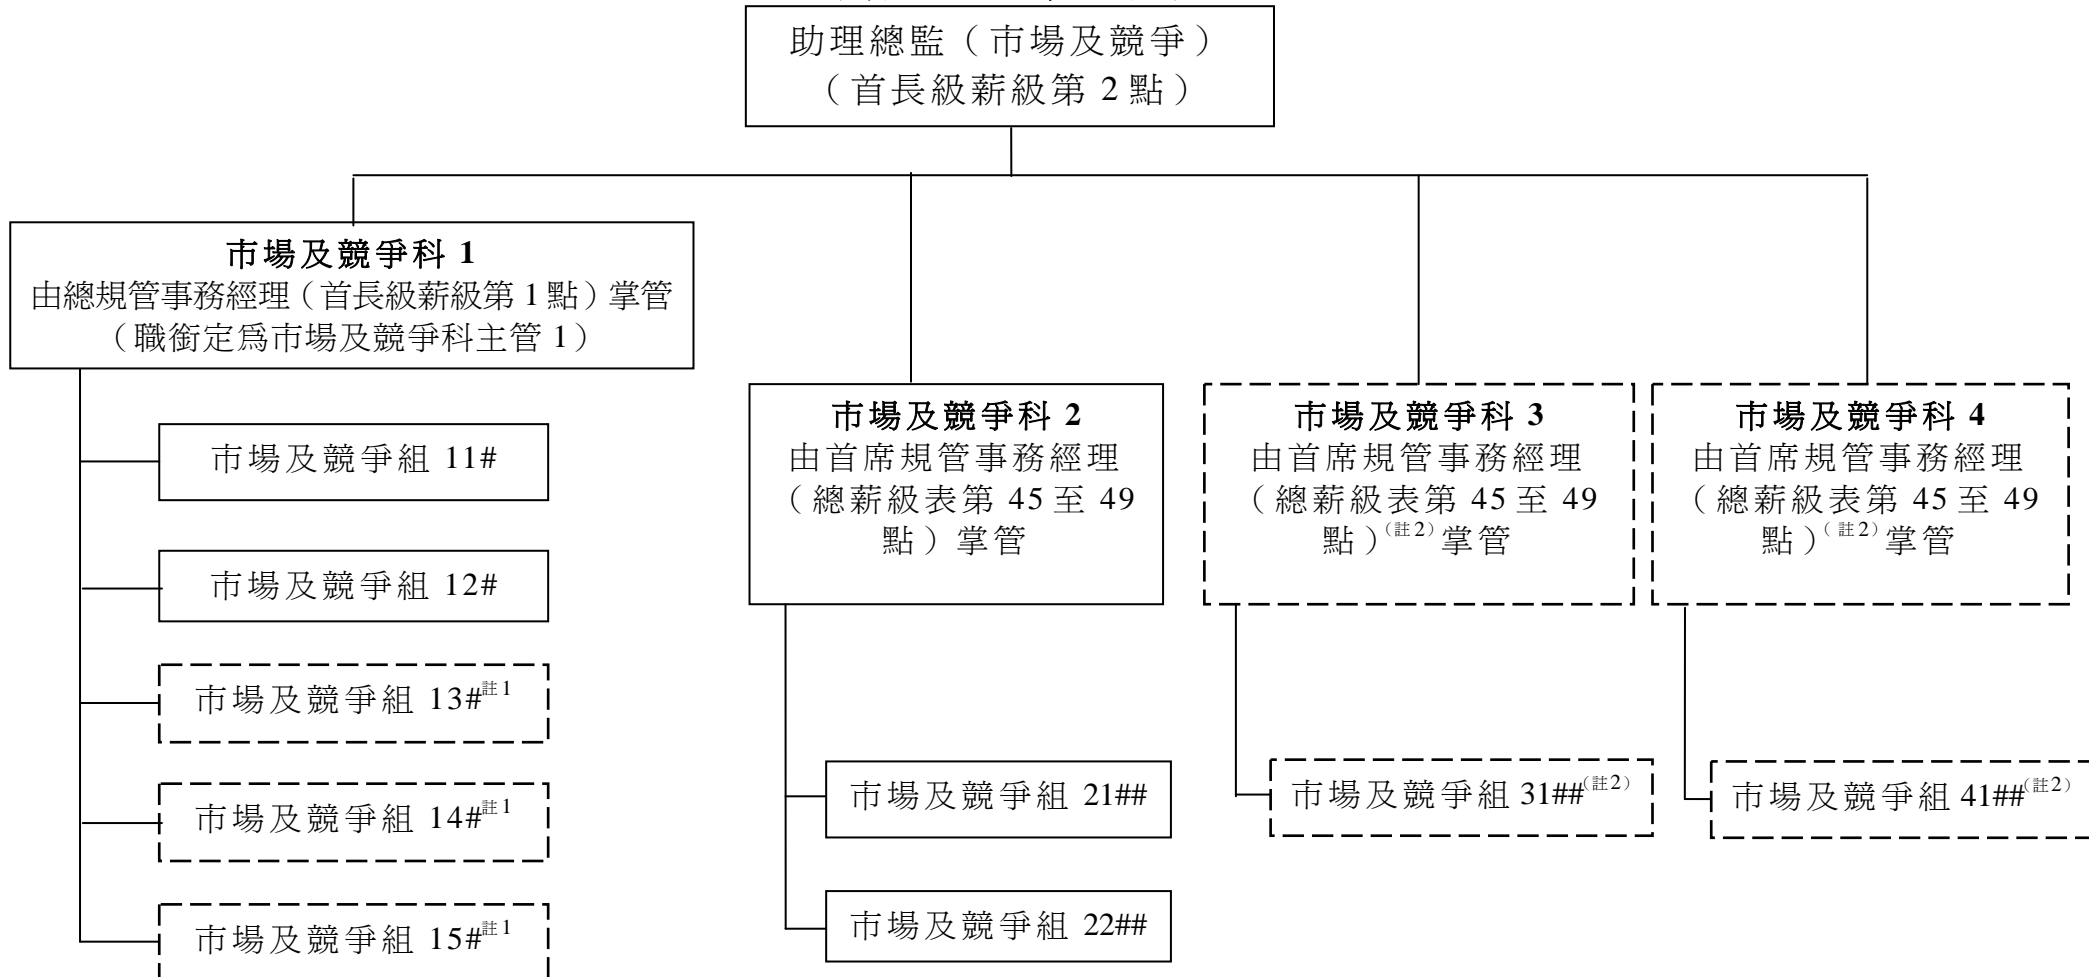 助理總監（市場及競爭）
（首長級薪級第 2 點）
市場及競爭科 1
由總規管事務經理（首長級薪級第 1 點）掌管
（職銜定爲市場及競爭科主管 1）
市場及競爭組 11#
市場及競爭組 12#
市場及競爭組 13#註1
市場及競爭組 14#註1
市場及競爭組 15#註1
市場及競爭科 2
由首席規管事務經理
（總薪級表第 45 至 49
點）掌管
市場及競爭組 21##
市場及競爭組 22##
市場及競爭科 3
由首席規管事務經理
（總薪級表第 45 至 49
點）(註2)掌管
市場及競爭組 31##(註2)
市場及競爭科 4
由首席規管事務經理
（總薪級表第 45 至 49
點）(註2)掌管
市場及競爭組 41##(註2)